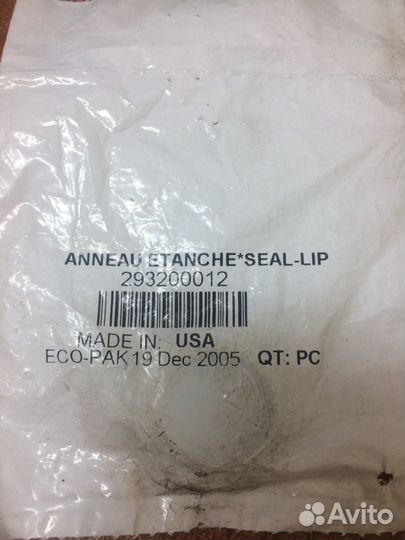 ANNEAU ETANCHE*SEAL-LIP
293200012
MADE IN: USA
ECO-PAK 19 Dec 2005 QT: PC
Avito